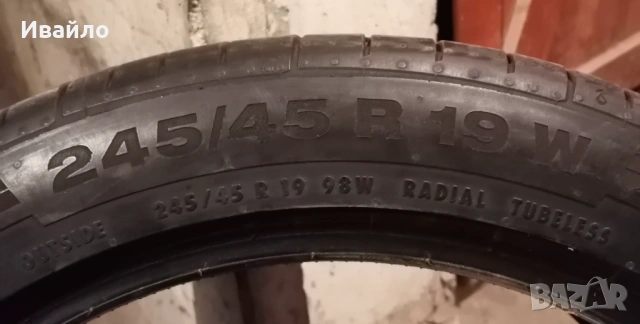 Ивайло
245/45 R 19 W
OUTSIDE 245/45 R 19 98W RADIAL TUBELESS
BAZAR